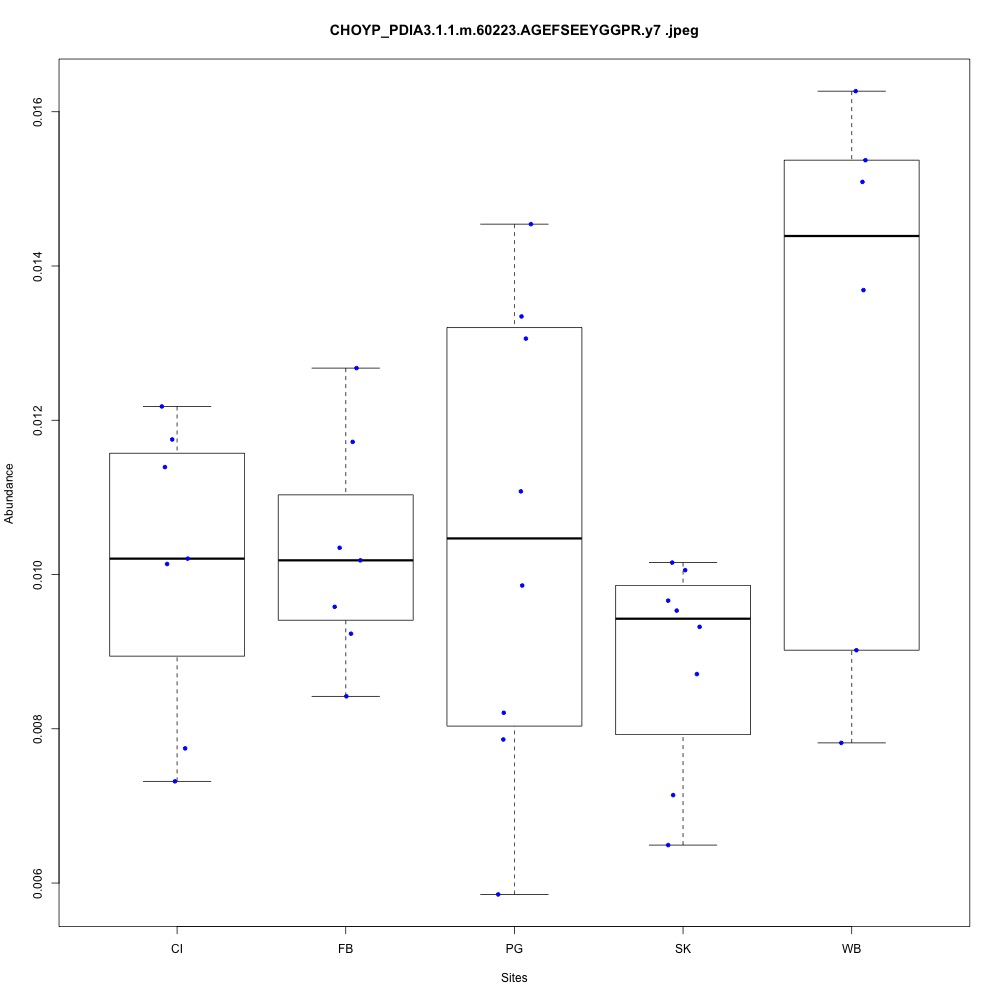 CHOYP_PDIA3.1.1.m.60223.AGEFSEEYGGPR.y7 .jpeg
0.016
0.014
0.012
0.010
0.008
0.006
Abundance
CI FB PG SK WB
Sites